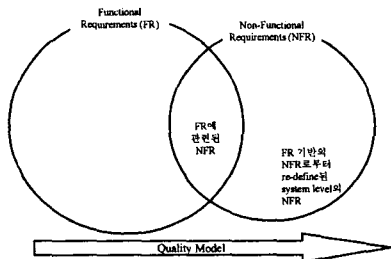 Functional
Requirements (FR)
Non-Functional
Requirements (NFR)
FR에
관련된
NFR
FR 기반의
NFR로부터
re-define된
system level의
NFR
Quality Model